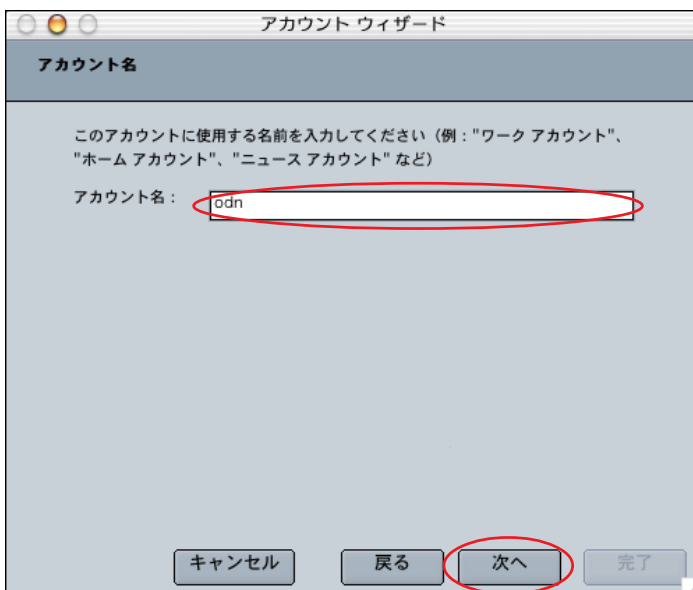 アカウント ウィザード
アカウント名
このアカウントに使用する名前を入力してください（例："ワーク アカウント"、
"ホーム アカウント"、"ニュース アカウント" など）
アカウント名： odn
キャンセル 戻る 次へ 完了